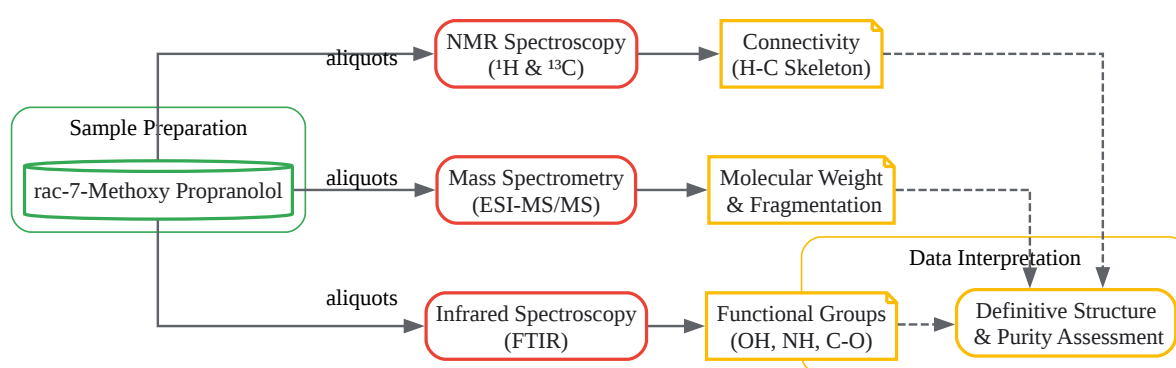 Sample Preparation
rac-7-Methoxy Propranolol
aliquots
NMR Spectroscopy
(¹H & ¹³C)
Connectivity
(H-C Skeleton)
aliquots
Mass Spectrometry
(ESI-MS/MS)
Molecular Weight
& Fragmentation
aliquots
Infrared Spectroscopy
(FTIR)
Functional Groups
(OH, NH, C-O)
Data Interpretation
Definitive Structure
& Purity Assessment